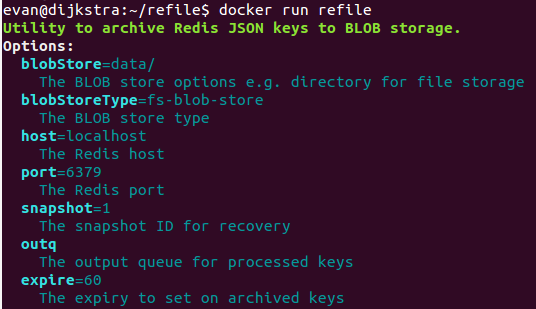 evan@dijkstra:~/refile$ docker run refile
Utility to archive Redis JSON keys to BLOB storage.
Options:
blobStore=data/
The BLOB store options e.g. directory for file storage
blobStoreType=fs-blob-store
The BLOB store type
host=localhost
The Redis host
port=6379
The Redis port
snapshot=1
The snapshot ID for recovery
outq
The output queue for processed keys
expire=60
The expiry to set on archived keys